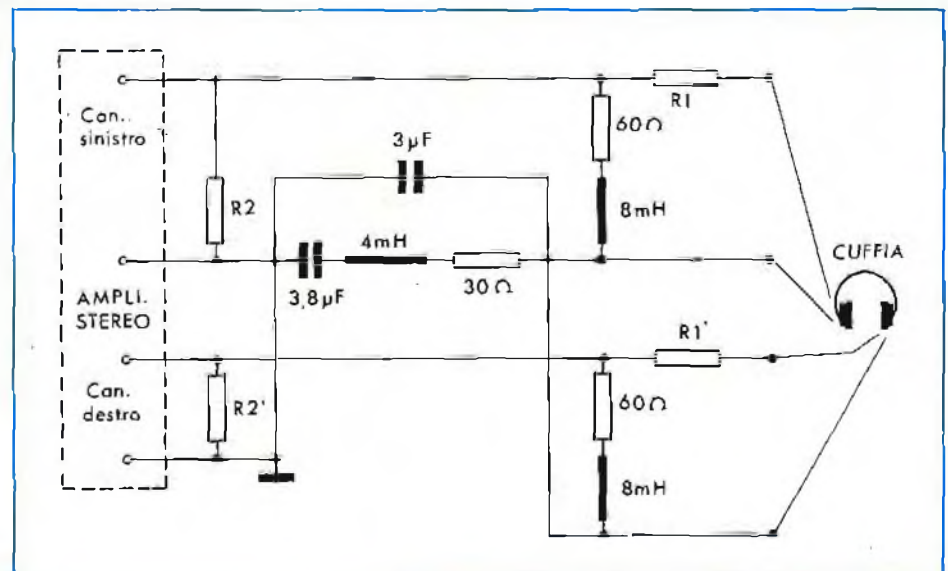 Can..
sinistro
R2
3µF
3,8µF
4mH
30Ω
60Ω
8mH
R1
CUFFIA
AMPLI.
STEREO
Can.
destro
R2'
60Ω
8mH
R1'